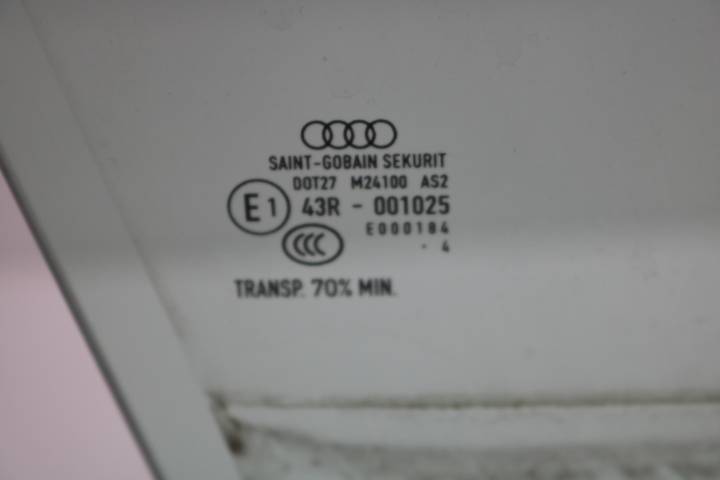 SAINT-GOBAIN SEKURIT
DOT27 M24100 AS2
E1 43R - 001025
E000184
CCC
· 4
TRANSP. 70% MIN.